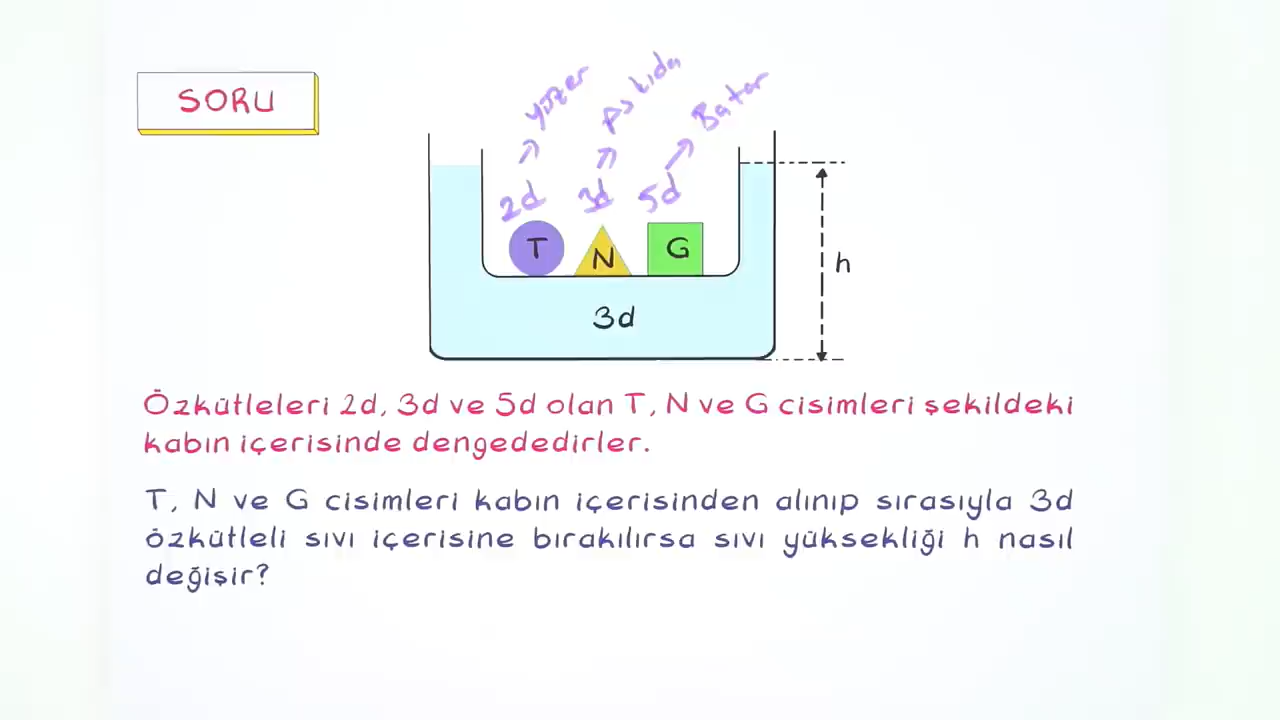 SORU
yüzer
Askıda
Batar
2d
3d
5d
T
N
G
h
3d
Özkütleleri 2d, 3d ve 5d olan T, N ve G cisimleri şekildeki
kabın içerisinde dengededirler.
T, N ve G cisimleri kabın içerisinden alınıp sırasıyla 3d
özkütleli sıvı içerisine bırakılırsa sıvı yüksekliği h nasıl
değişir?